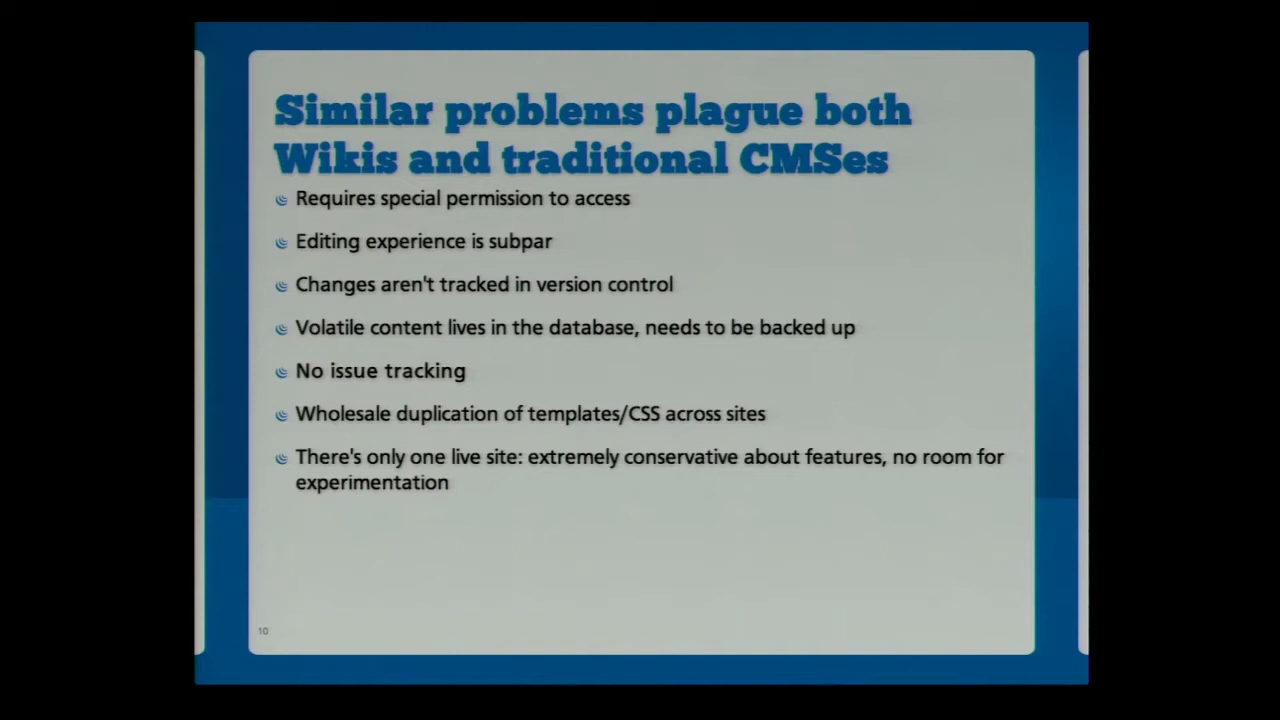 Similar problems plague both
Wikis and traditional CMSes
Requires special permission to access
Editing experience is subpar
Changes aren't tracked in version control
Volatile content lives in the database, needs to be backed up
No issue tracking
Wholesale duplication of templates/CSS across sites
There's only one live site: extremely conservative about features, no room for
experimentation
10